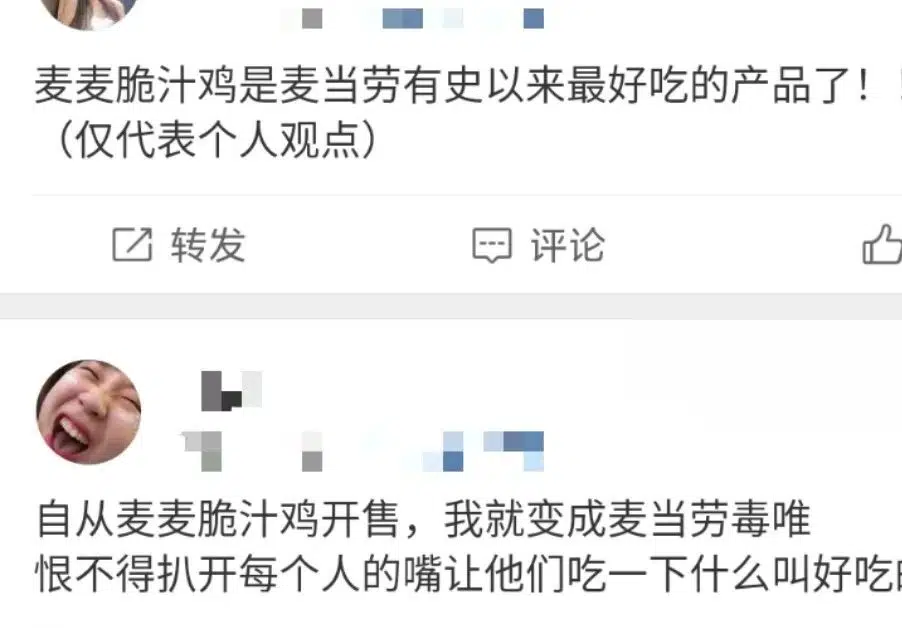 麦麦脆汁鸡是麦当劳有史以来最好吃的产品了！
（仅代表个人观点）
转发
评论
自从麦麦脆汁鸡开售，我就变成麦当劳毒唯
恨不得扒开每个人的嘴让他们吃一下什么叫好吃